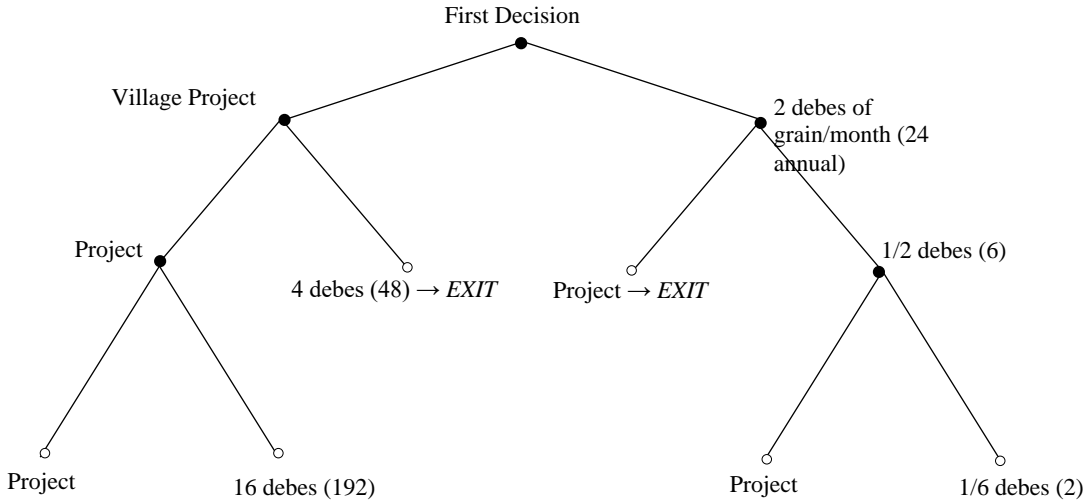 First Decision
Village Project
2 debes of
grain/month (24
annual)
Project
1/2 debes (6)
4 debes (48) → EXIT
Project → EXIT
Project
16 debes (192)
Project
1/6 debes (2)